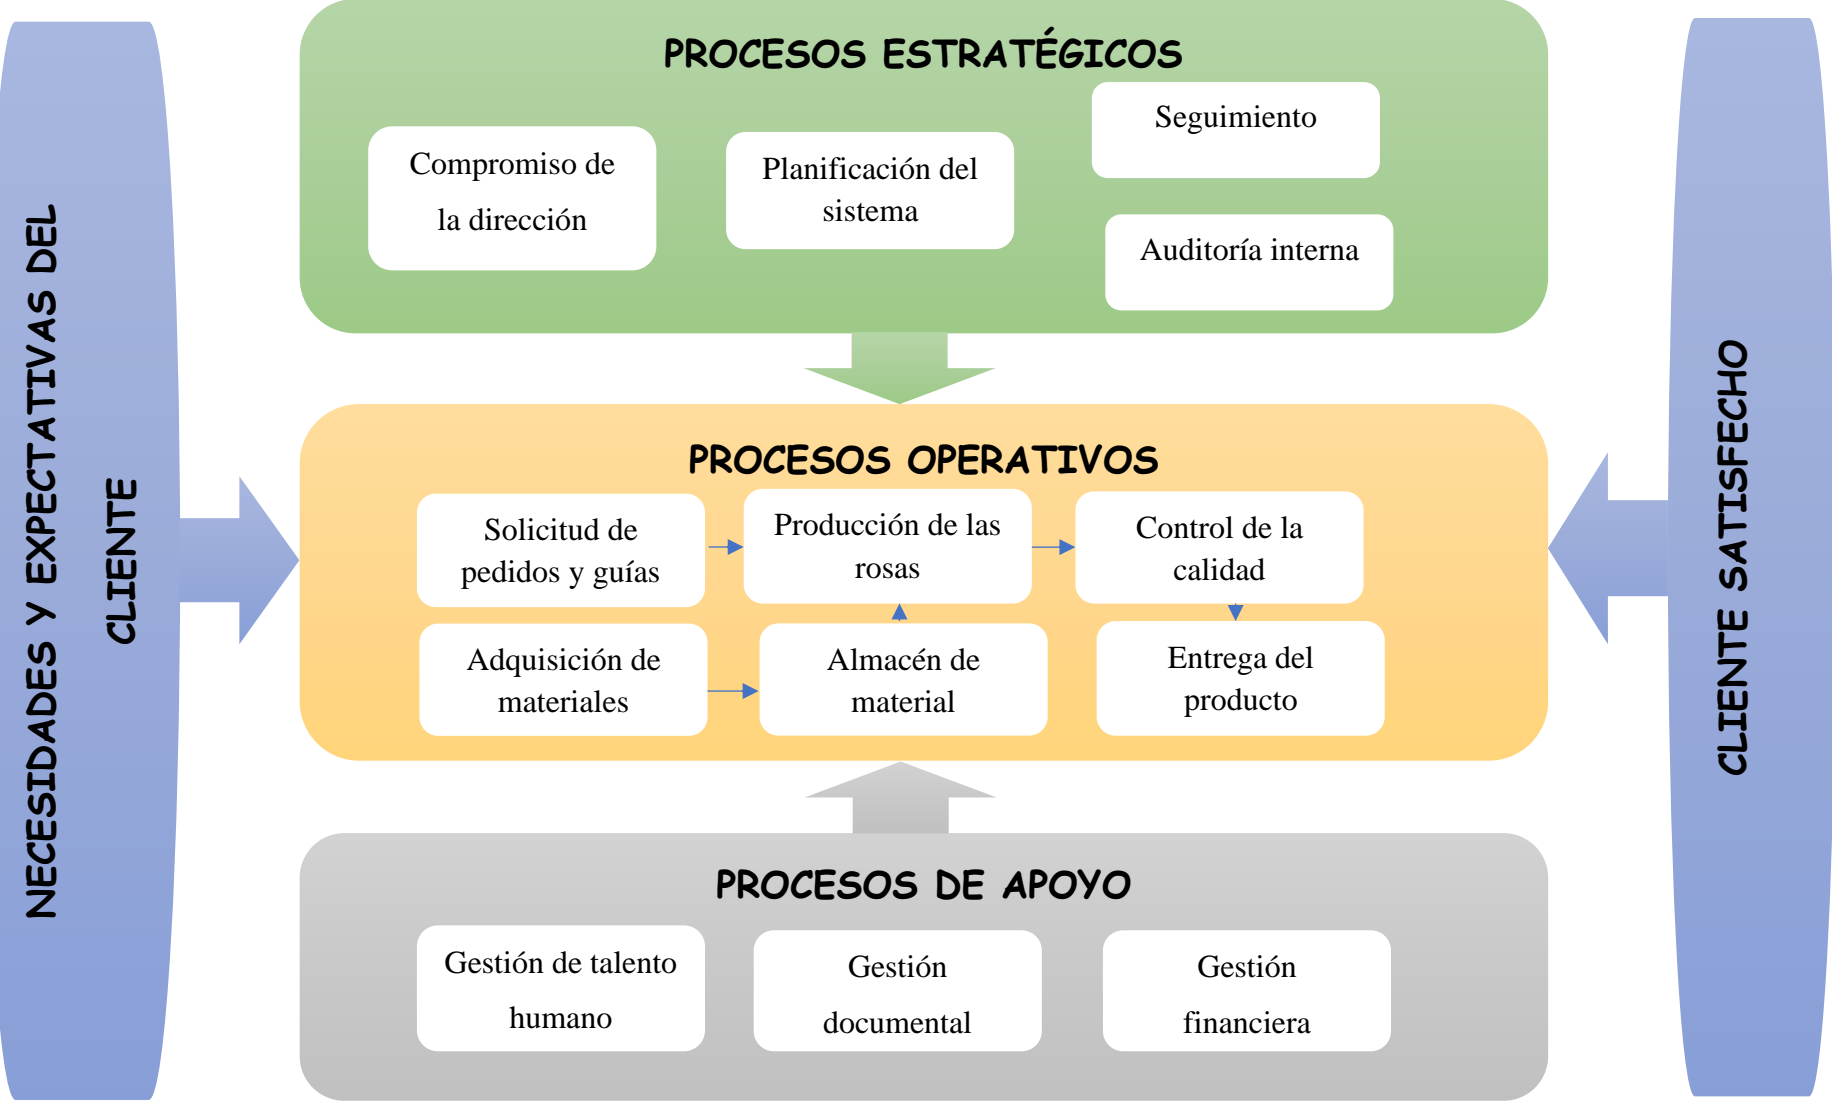 NECESIDADES Y EXPECTATIVAS DEL
CLIENTE
PROCESOS ESTRATÉGICOS
Compromiso de
la dirección
Planificación del
sistema
Seguimiento
Auditoría interna
PROCESOS OPERATIVOS
Solicitud de
pedidos y guías
Producción de las
rosas
Control de la
calidad
Adquisición de
materiales
Almacén de
material
Entrega del
producto
PROCESOS DE APOYO
Gestión de talento
humano
Gestión
documental
Gestión
financiera
CLIENTE SATISFECHO